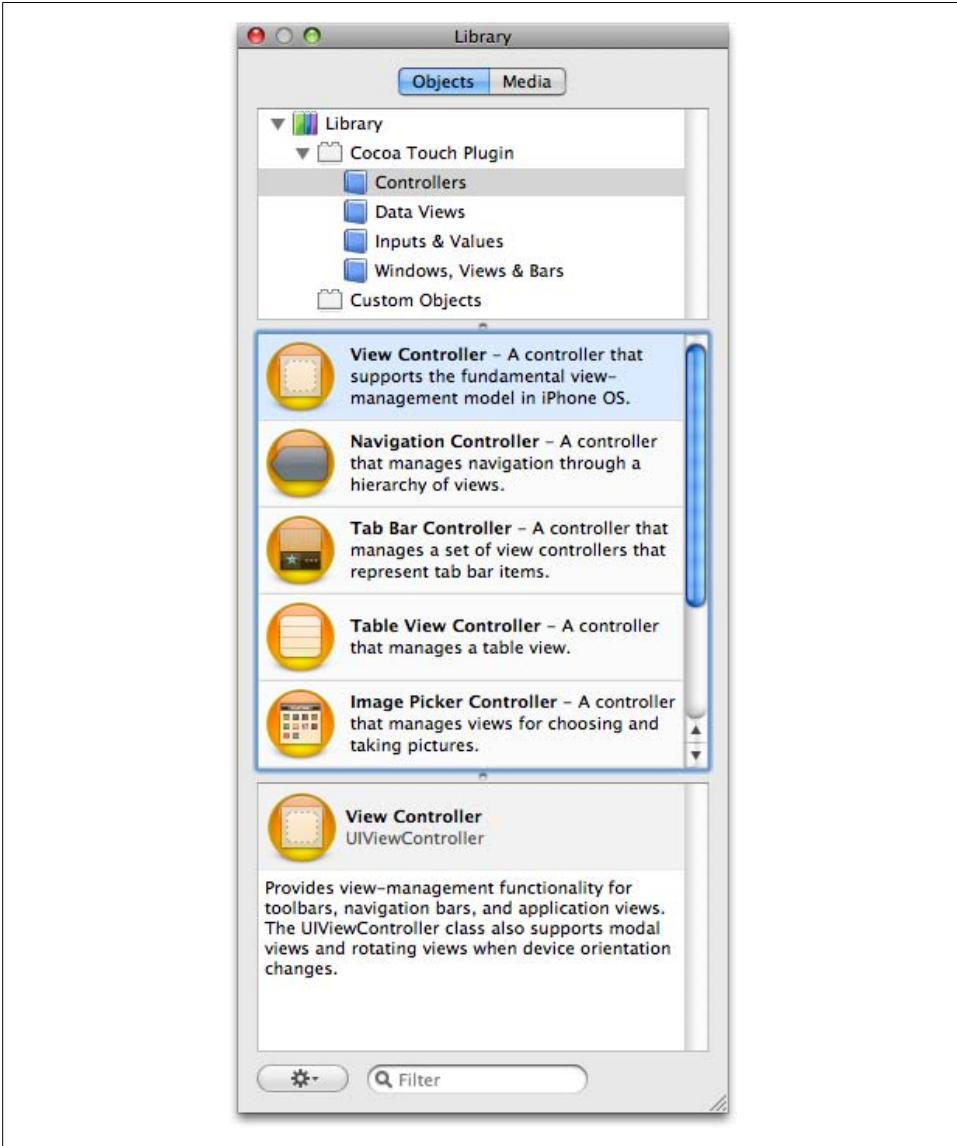 Library
Objects
Media
Library
Cocoa Touch Plugin
Controllers
Data Views
Inputs & Values
Windows, Views & Bars
Custom Objects
View Controller – A controller that
supports the fundamental view-
management model in iPhone OS.
Navigation Controller – A controller
that manages navigation through a
hierarchy of views.
Tab Bar Controller – A controller that
manages a set of view controllers that
represent tab bar items.
Table View Controller – A controller
that manages a table view.
Image Picker Controller – A controller
that manages views for choosing and
taking pictures.
View Controller
UIViewController
Provides view-management functionality for
toolbars, navigation bars, and application views.
The UIViewController class also supports modal
views and rotating views when device orientation
changes.
Filter